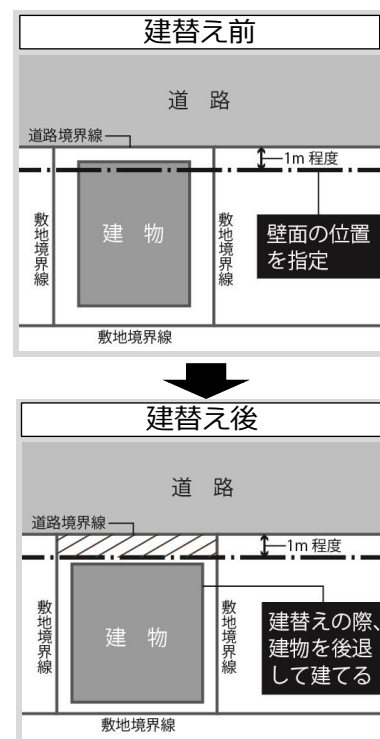 建替え前
道 路
道路境界線
1m 程度
敷地境界線
建 物
敷地境界線
壁面の位置
を指定
敷地境界線
建替え後
道 路
道路境界線
1m 程度
敷地境界線
建 物
敷地境界線
建替えの際、
建物を後退
して建てる
敷地境界線